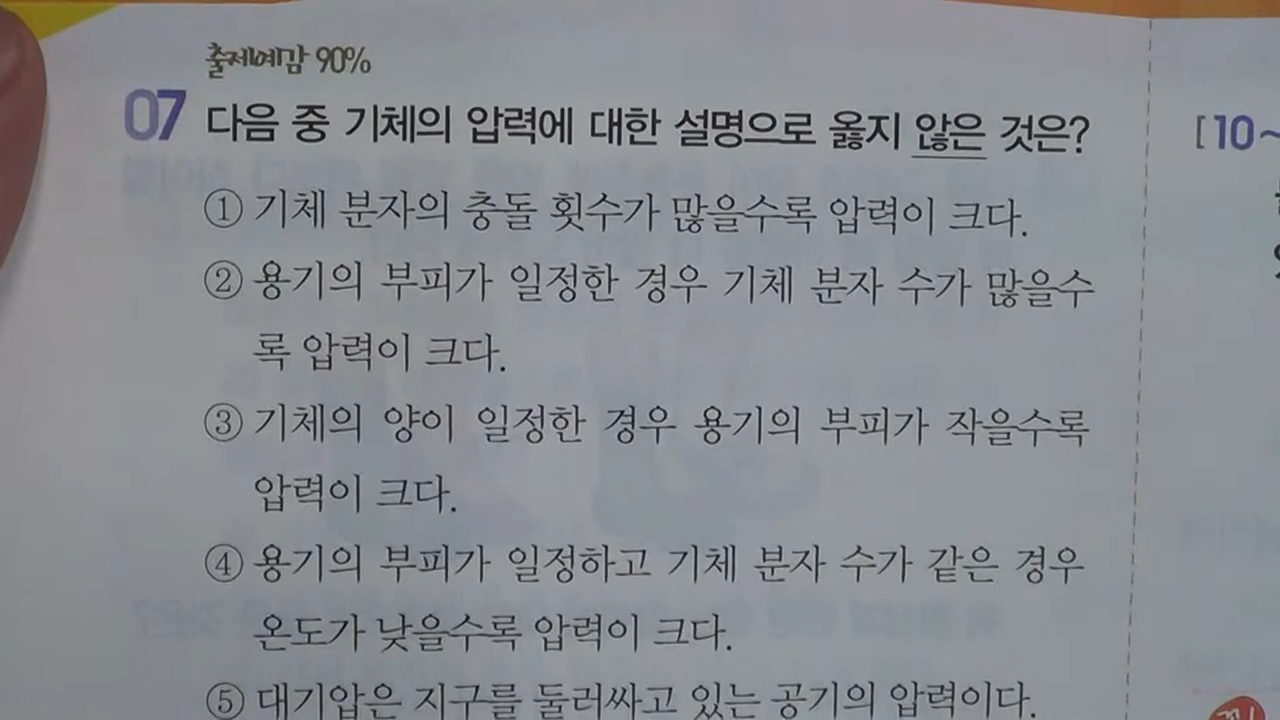 출제예감 90%
07 다음 중 기체의 압력에 대한 설명으로 옳지 않은 것은?
① 기체 분자의 충돌 횟수가 많을수록 압력이 크다.
② 용기의 부피가 일정한 경우 기체 분자 수가 많을수
록 압력이 크다.
③ 기체의 양이 일정한 경우 용기의 부피가 작을수록
압력이 크다.
④ 용기의 부피가 일정하고 기체 분자 수가 같은 경우
온도가 낮을수록 압력이 크다.
⑤ 대기압은 지구를 둘러싸고 있는 공기의 압력이다.
[10~